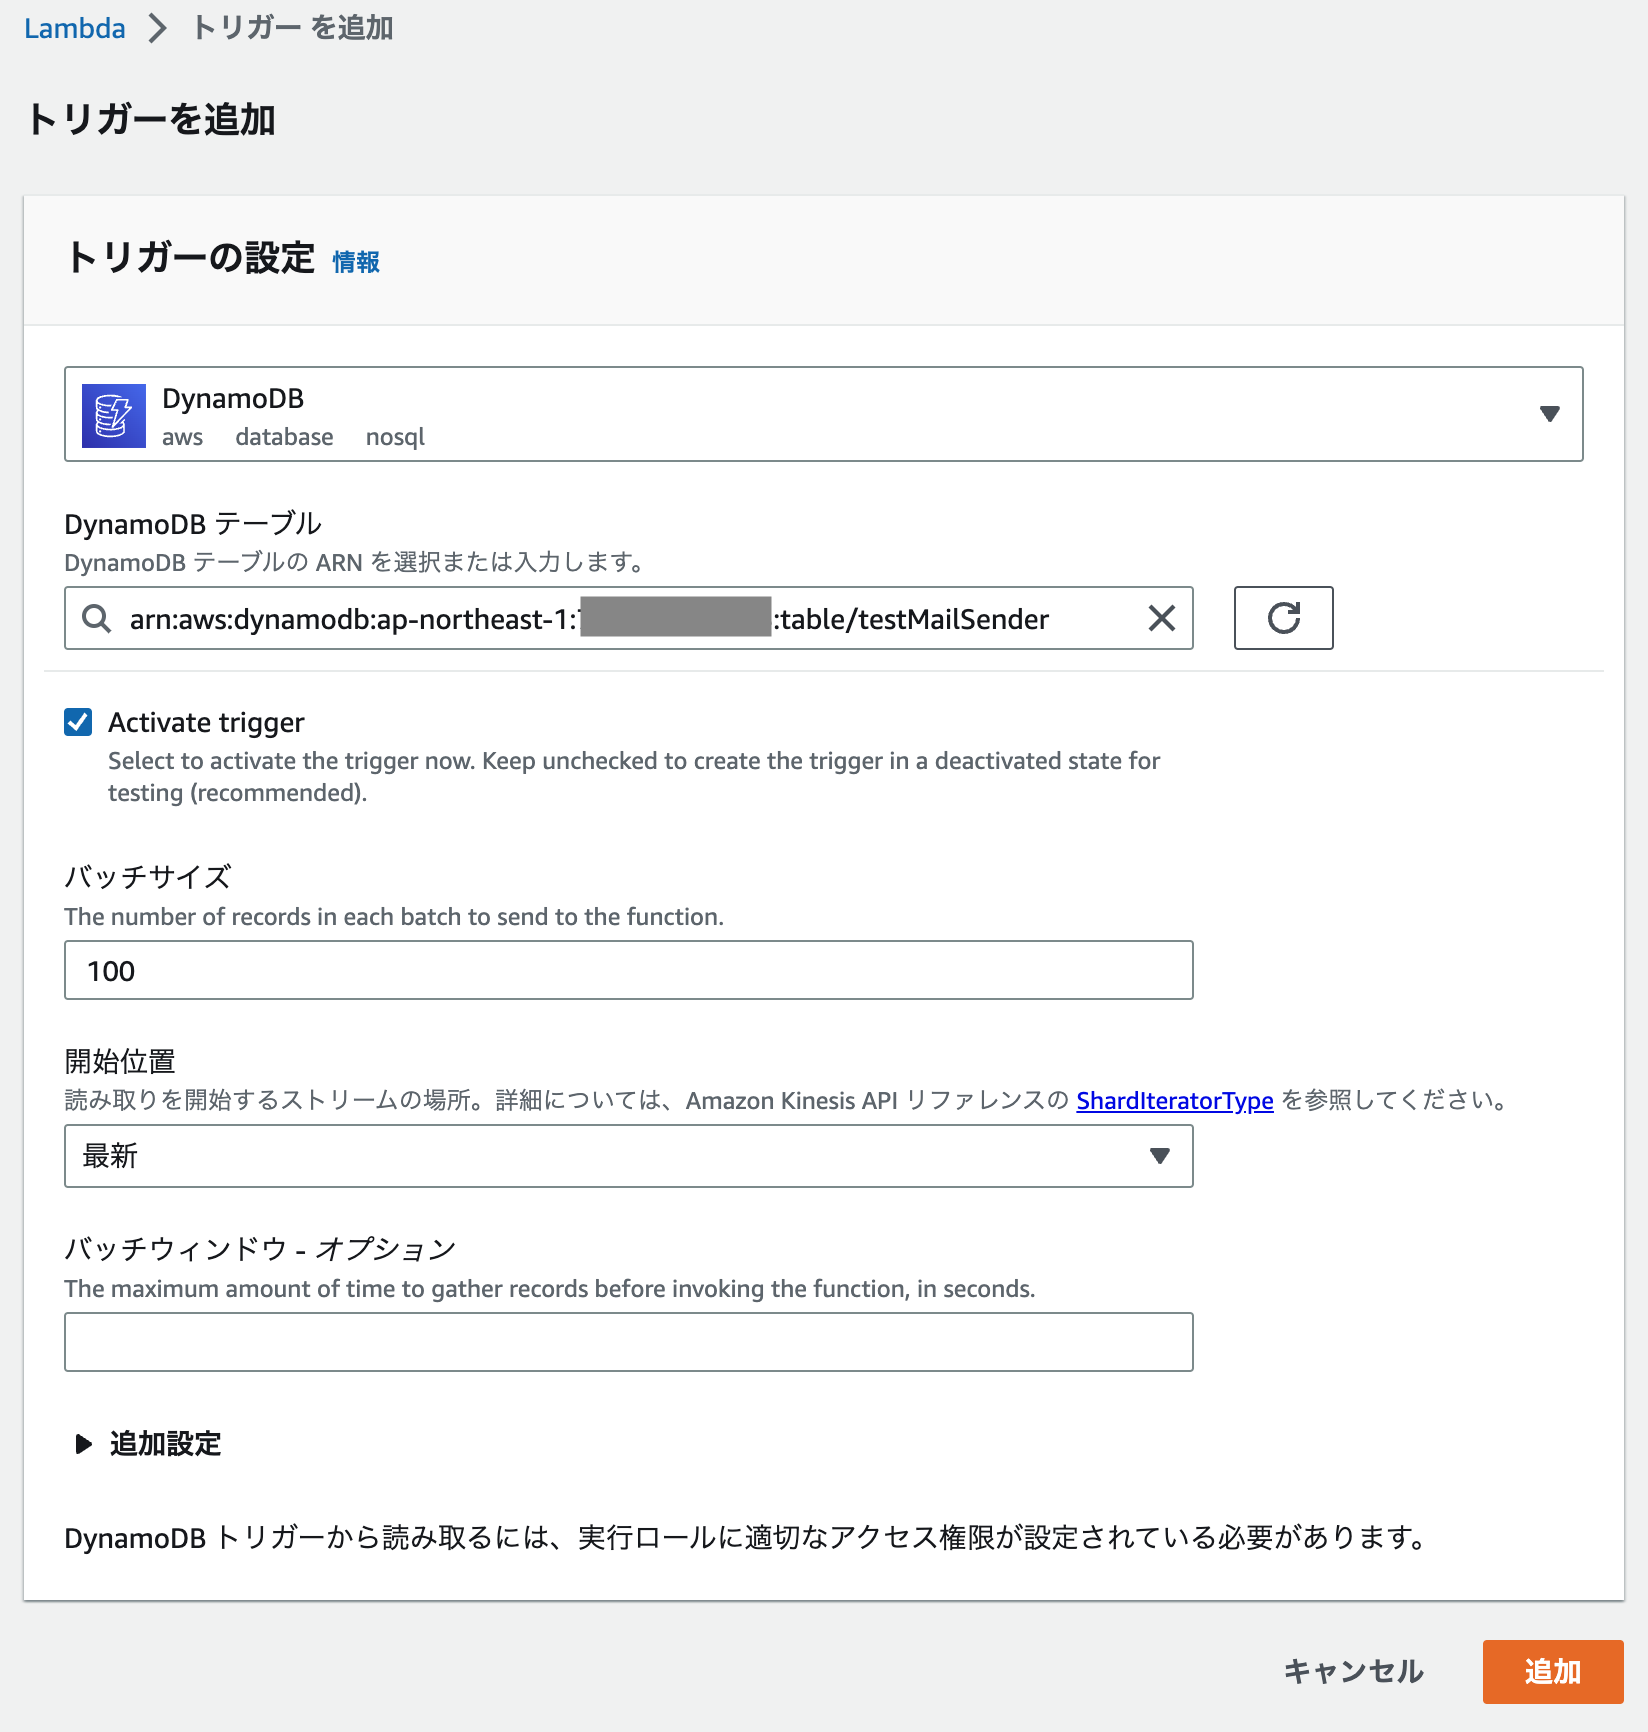 Lambda > トリガー を追加
トリガーを追加
トリガーの設定 情報
DynamoDB
aws database nosql
DynamoDB テーブル
DynamoDB テーブルの ARN を選択または入力します。
arn:aws:dynamodb:ap-northeast-1: :table/testMailSender
Activate trigger
Select to activate the trigger now. Keep unchecked to create the trigger in a deactivated state for
testing (recommended).
バッチサイズ
The number of records in each batch to send to the function.
100
開始位置
読み取りを開始するストリームの場所。詳細については、Amazon Kinesis API リファレンスの ShardIteratorType を参照してください。
最新
バッチウィンドウ - オプション
The maximum amount of time to gather records before invoking the function, in seconds.
追加設定
DynamoDB トリガーから読み取るには、実行ロールに適切なアクセス権限が設定されている必要があります。
キャンセル
追加